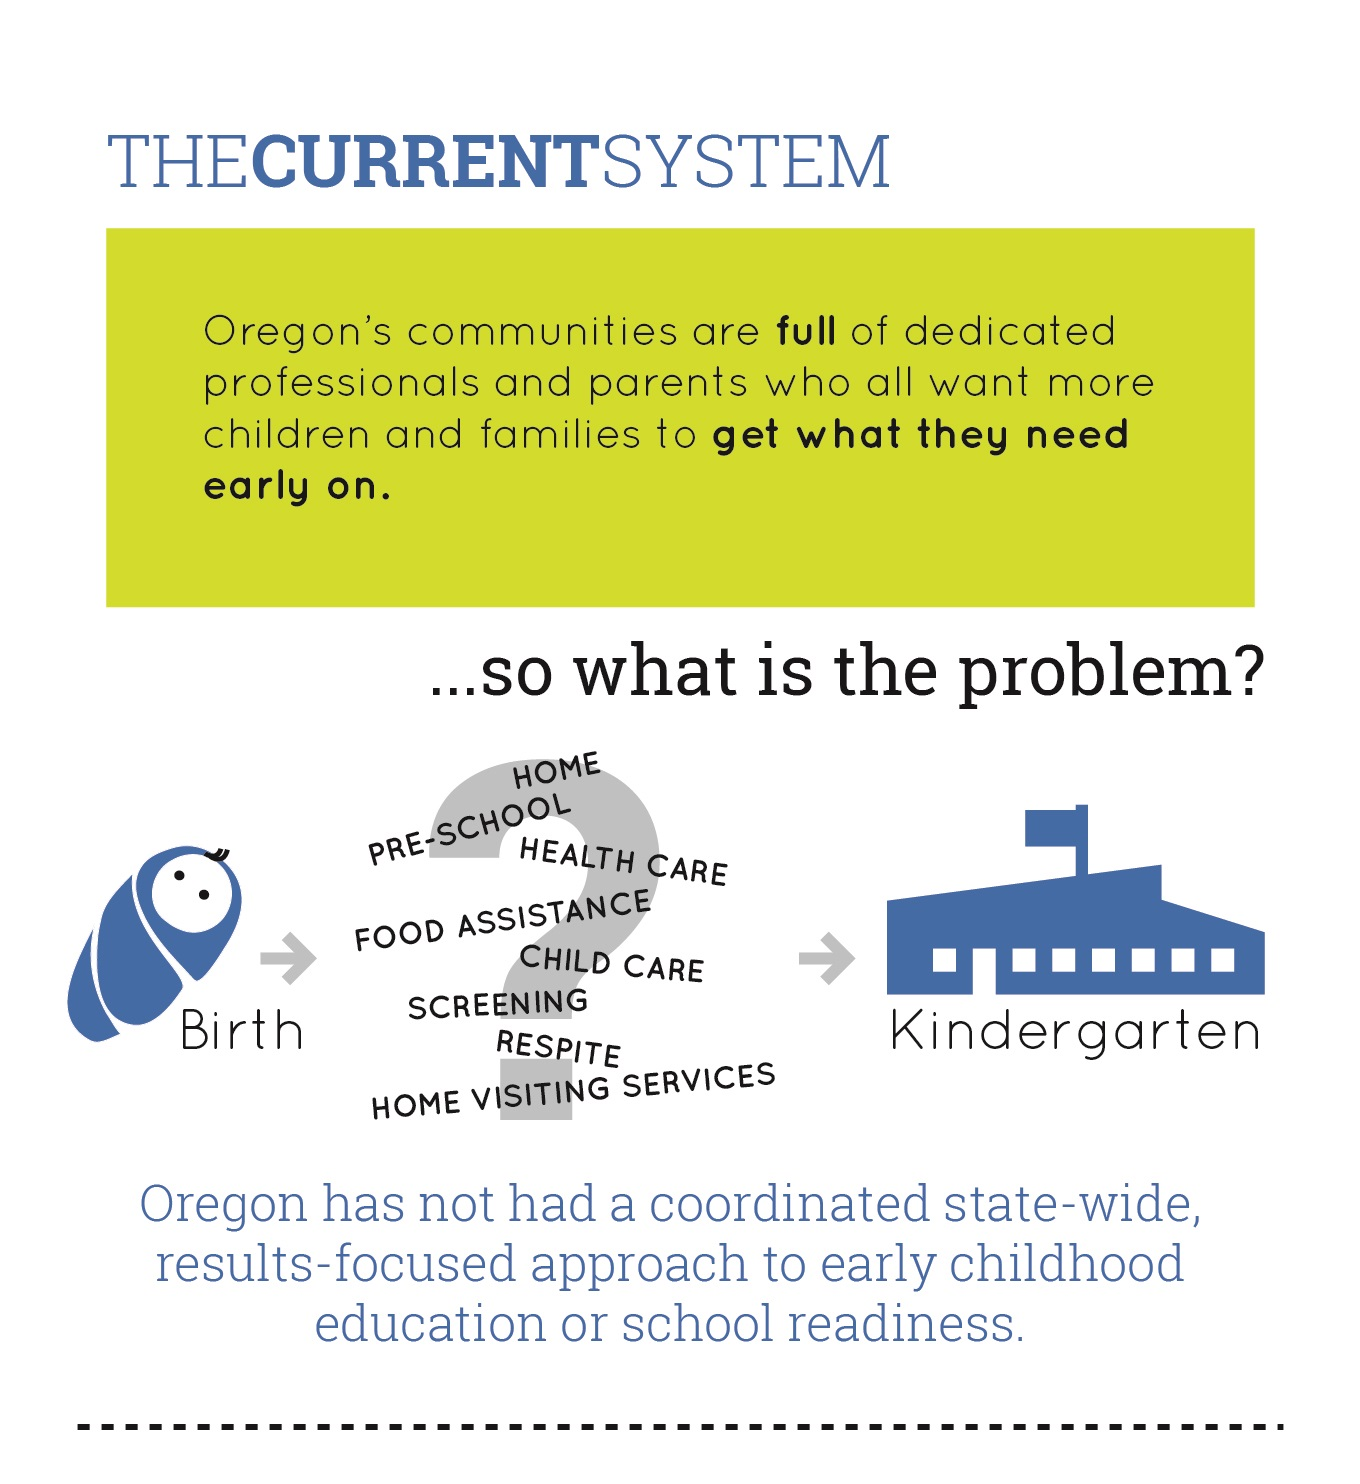 THECURRENTSYSTEM
Oregon’s communities are full of dedicated
professionals and parents who all want more
children and families to get what they need
early on.
...so what is the problem?
HOME
PRE-SCHOOL
HEALTH CARE
FOOD ASSISTANCE
CHILD CARE
SCREENING
RESPITE
HOME VISITING SERVICES
?
Birth
Kindergarten
Oregon has not had a coordinated state-wide,
results-focused approach to early childhood
education or school readiness.